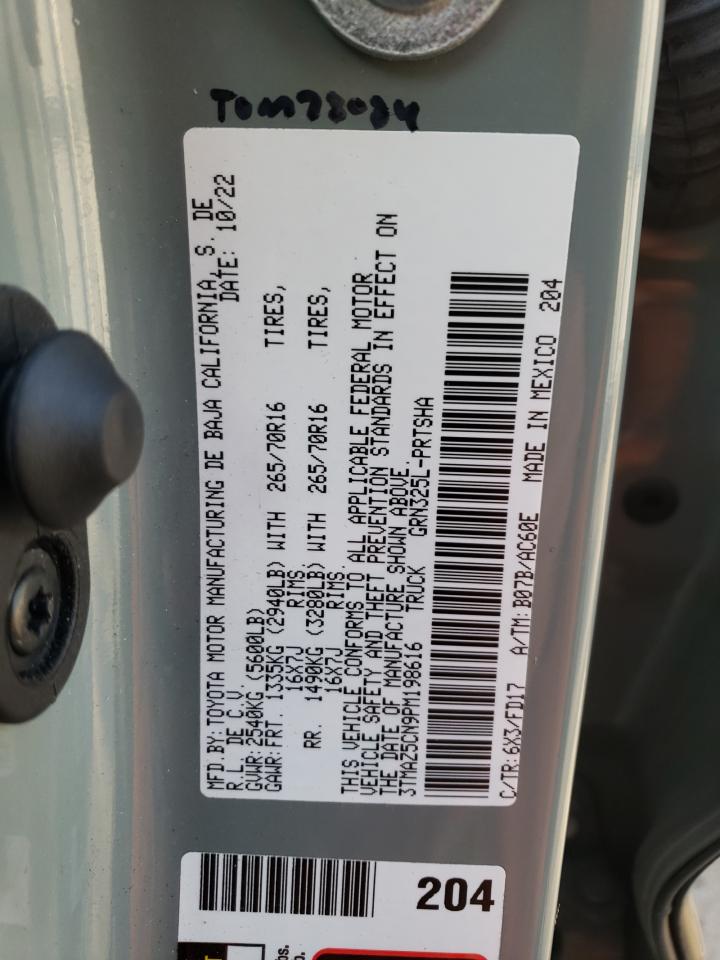 Tom73024
MFD.BY:TOYOTA MOTOR MANUFACTURING DE BAJA CALIFORNIA, S. DE
R.L. DE C.V. DATE: 10/22
GVWR:2540KG (5600LB)
GAWR:FRT. 1335KG (2940LB) WITH 265/70R16 TIRES,
16X7J RIMS
RR. 1490KG (3280LB) WITH 265/70R16 TIRES,
16X7J RIMS
THIS VEHICLE CONFORMS TO ALL APPLICABLE FEDERAL MOTOR
VEHICLE SAFETY AND THEFT PREVENTION STANDARDS IN EFFECT ON
THE DATE OF MANUFACTURE SHOWN ABOVE.
3TMAZ5CN9PM198616 TRUCK GRN325L-PRTSHA
C/TR:6X3/FD17 A/TM:B07B/AC60E MADE IN MEXICO 204
204